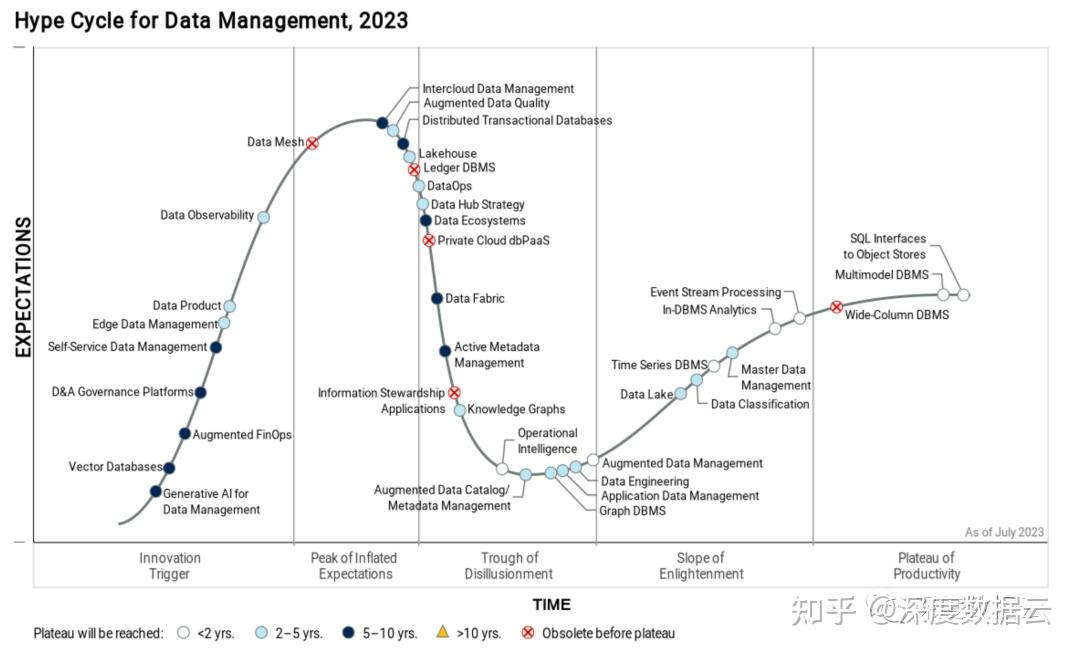 Hype Cycle for Data Management, 2023
EXPECTATIONS
Intercloud Data Management
Augmented Data Quality
Distributed Transactional Databases
Data Mesh
Lakehouse
Ledger DBMS
DataOps
Data Hub Strategy
Data Observability
Data Ecosystems
Private Cloud dbPaaS
SQL Interfaces
to Object Stores
Multimodel DBMS
Data Fabric
Event Stream Processing
In-DBMS Analytics
Wide-Column DBMS
Data Product
Edge Data Management
Self-Service Data Management
Active Metadata
Management
Time Series DBMS
Master Data
Management
D&A Governance Platforms
Information Stewardship
Applications
Knowledge Graphs
Data Lake
Data Classification
Augmented FinOps
Operational
Intelligence
Vector Databases
Augmented Data Management
Data Engineering
Generative AI for
Data Management
Augmented Data Catalog/
Metadata Management
Application Data Management
Graph DBMS
As of July 2023
Innovation
Trigger
Peak of Inflated
Expectations
Trough of
Disillusionment
Slope of
Enlightenment
Plateau of
Productivity
TIME
知乎 @深度数据云
Plateau will be reached: <2 yrs. 2–5 yrs. 5–10 yrs. >10 yrs. Obsolete before plateau